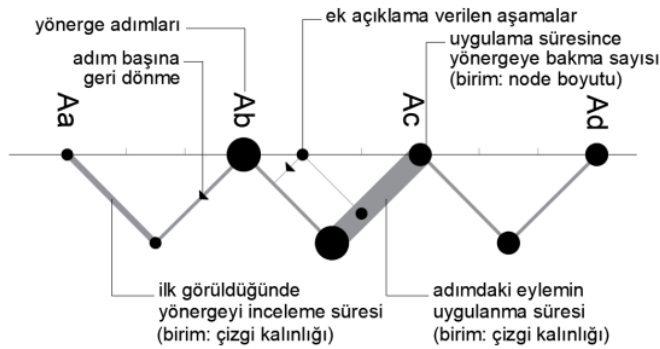 yönerge adımları
adım başına
geri dönme
ek açıklama verilen aşamalar
uygulama süresince
yönergeye bakma sayısı
(birim: node boyutu)
Aa
Ab
Ac
Ad
ilk görüldüğünde
yönergeyi inceleme süresi
(birim: çizgi kalınlığı)
adımdaki eylemin
uygulanma süresi
(birim: çizgi kalınlığı)